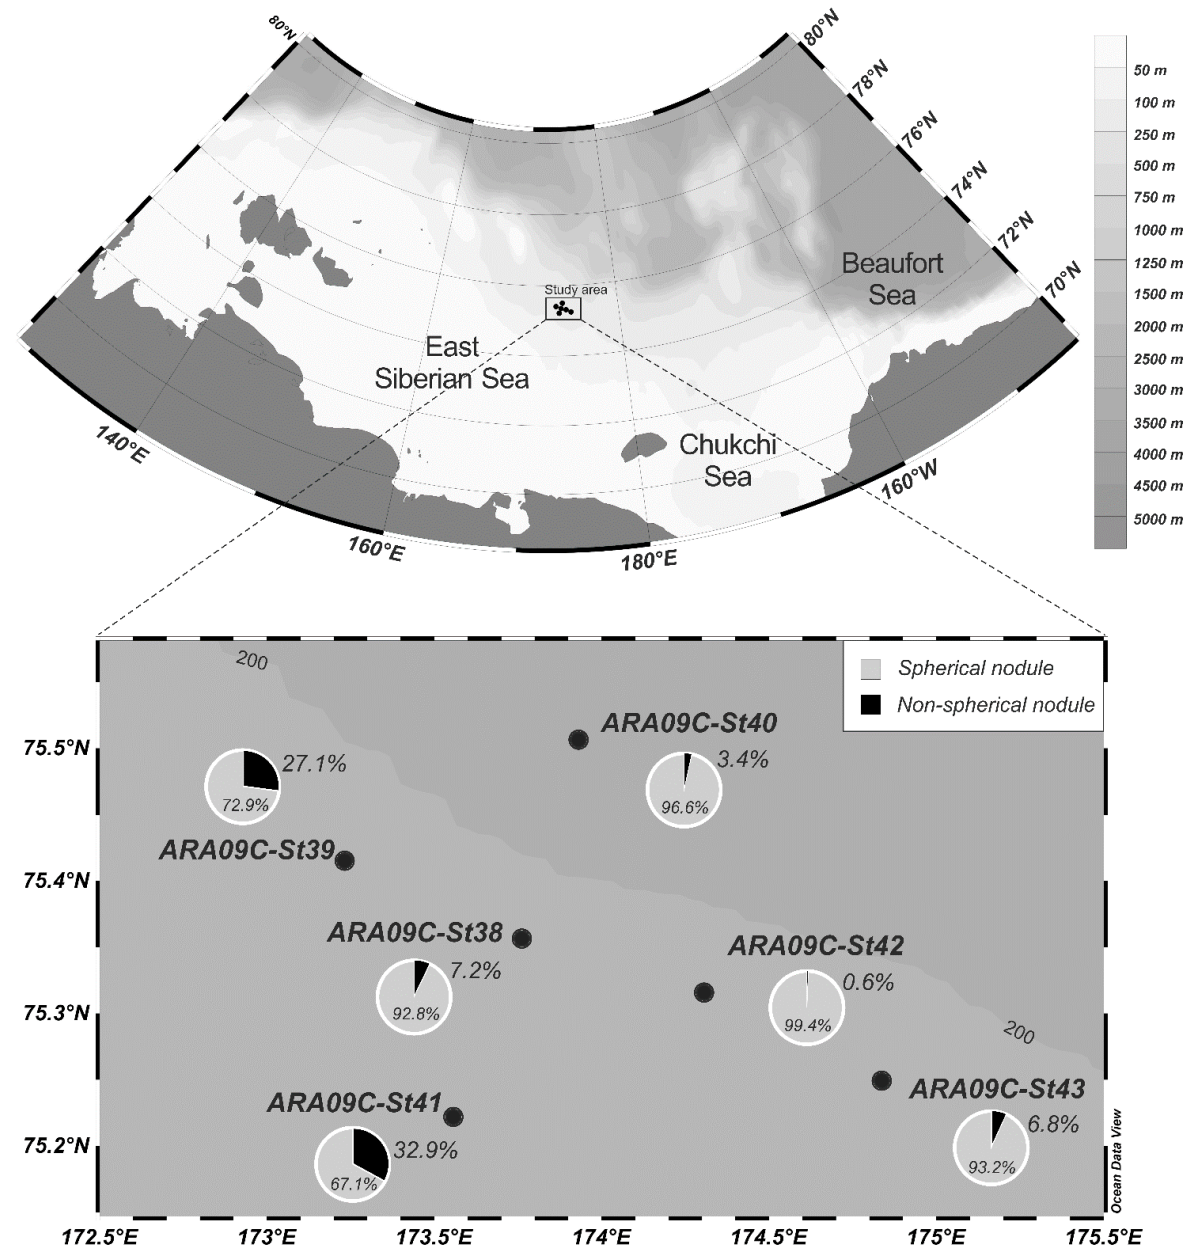 80°N
80°N
78°N
76°N
74°N
72°N
70°N
50 m
100 m
250 m
500 m
750 m
1000 m
1250 m
1500 m
2000 m
2500 m
3000 m
3500 m
4000 m
4500 m
5000 m
Beaufort
Sea
Study area
East
Siberian Sea
Chukchi
Sea
140°E
160°E
180°E
160°W
200
Spherical nodule
Non-spherical nodule
ARA09C-St40
3.4%
96.6%
27.1%
72.9%
ARA09C-St39
ARA09C-St38
7.2%
92.8%
ARA09C-St42
0.6%
99.4%
200
ARA09C-St41
32.9%
67.1%
ARA09C-St43
6.8%
93.2%
75.5°N
75.4°N
75.3°N
75.2°N
172.5°E
173°E
173.5°E
174°E
174.5°E
175°E
175.5°E
Ocean Data View